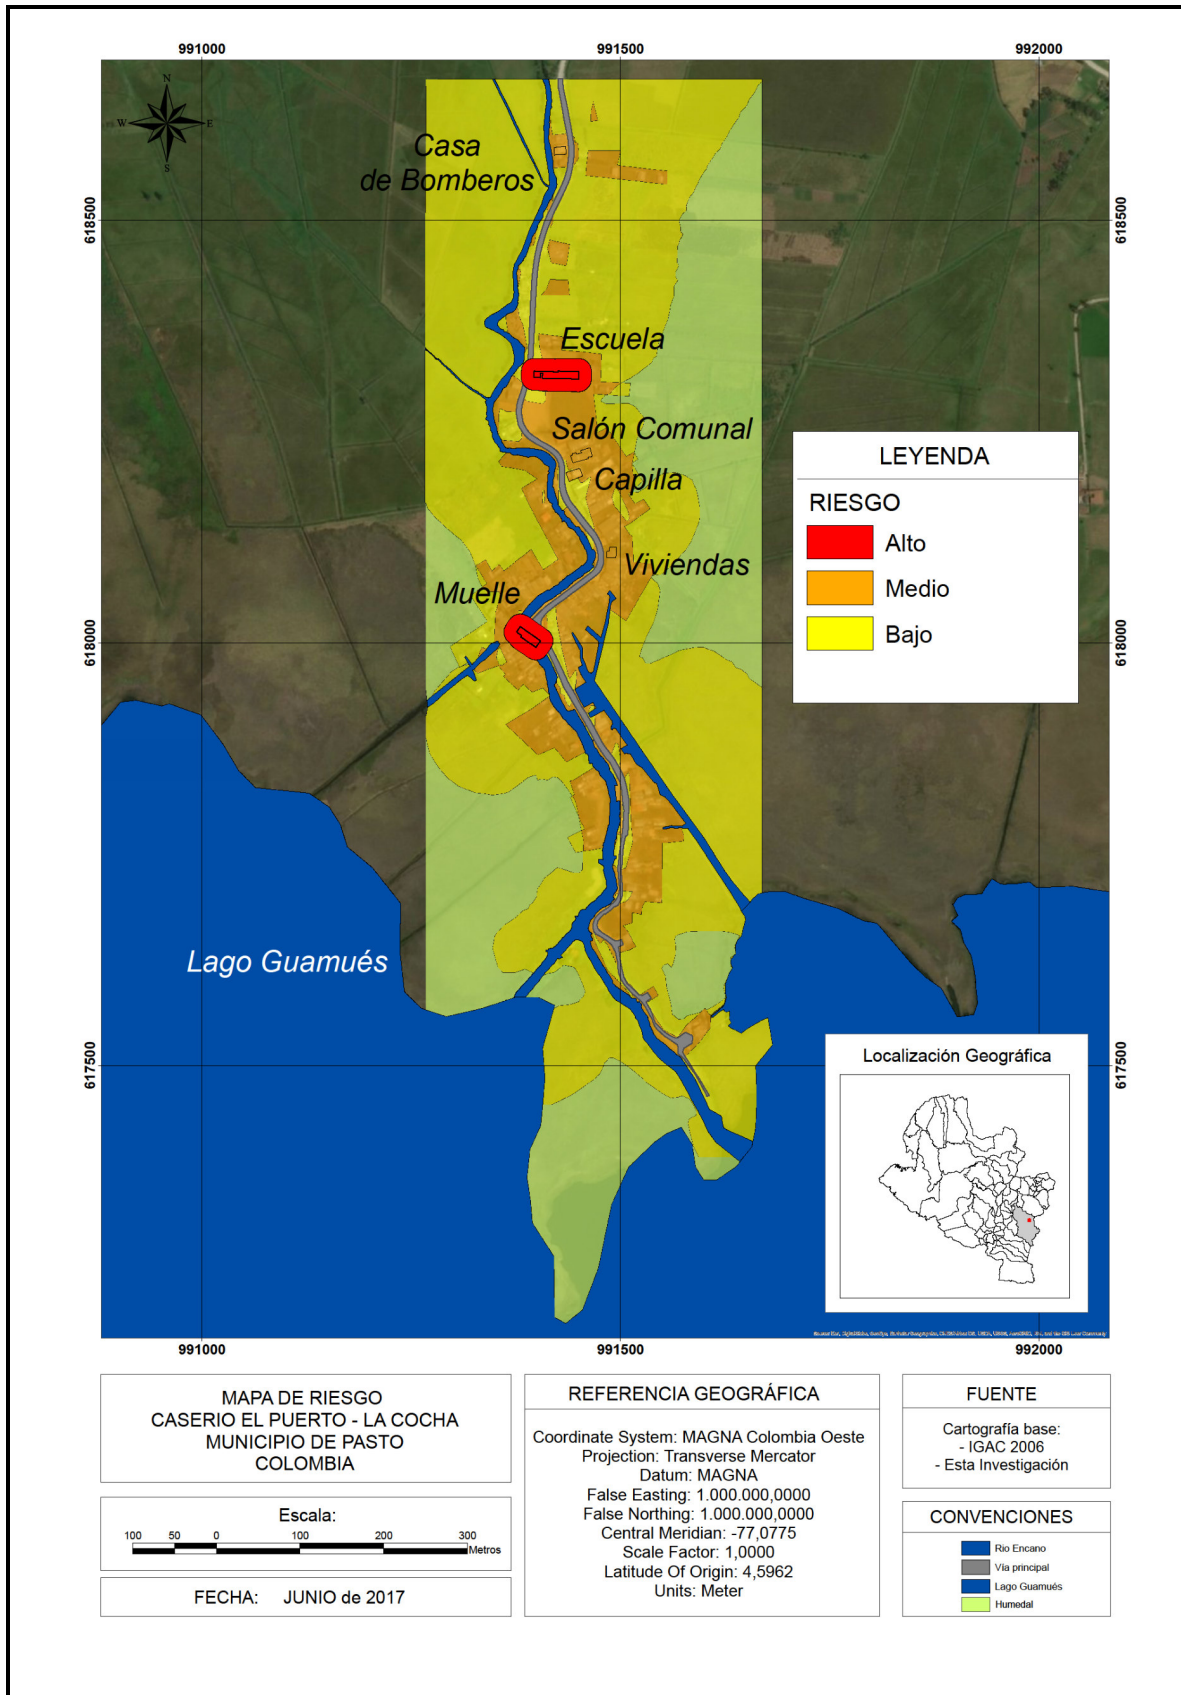 991000
991500
992000
N
W
E
S
Casa
de Bomberos
618500
618500
Escuela
Salón Comunal
Capilla
Viviendas
Muelle
LEYENDA
RIESGO
Alto
Medio
Bajo
618000
618000
Lago Guamués
617500
617500
Localización Geográfica
991000
991500
992000
MAPA DE RIESGO
CASERIO EL PUERTO - LA COCHA
MUNICIPIO DE PASTO
COLOMBIA
Escala:
100 50 0 100 200 300
Metros
FECHA: JUNIO de 2017
REFERENCIA GEOGRÁFICA
Coordinate System: MAGNA Colombia Oeste
Projection: Transverse Mercator
Datum: MAGNA
False Easting: 1.000.000,0000
False Northing: 1.000.000,0000
Central Meridian: -77,0775
Scale Factor: 1,0000
Latitude Of Origin: 4,5962
Units: Meter
FUENTE
Cartografía base:
- IGAC 2006
- Esta Investigación
CONVENCIONES
Rio Encano
Vía principal
Lago Guamués
Humedal